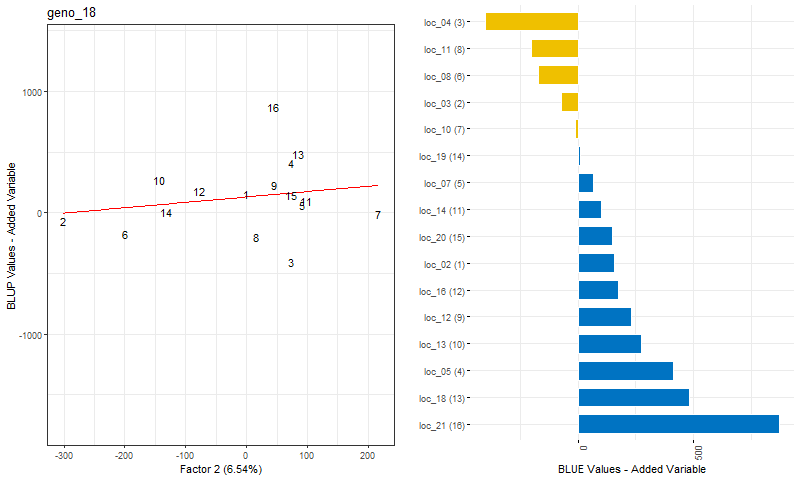 geno_18
BLUP Values - Added Variable
1000
0
-1000
16
13
4
10
12
9
1
15
11
5
14
7
2
6
8
3
-300
-200
-100
0
100
200
Factor 2 (6.54%)
loc_04 (3)
loc_11 (8)
loc_08 (6)
loc_03 (2)
loc_10 (7)
loc_19 (14)
loc_07 (5)
loc_14 (11)
loc_20 (15)
loc_02 (1)
loc_16 (12)
loc_12 (9)
loc_13 (10)
loc_05 (4)
loc_18 (13)
loc_21 (16)
0
500
BLUE Values - Added Variable